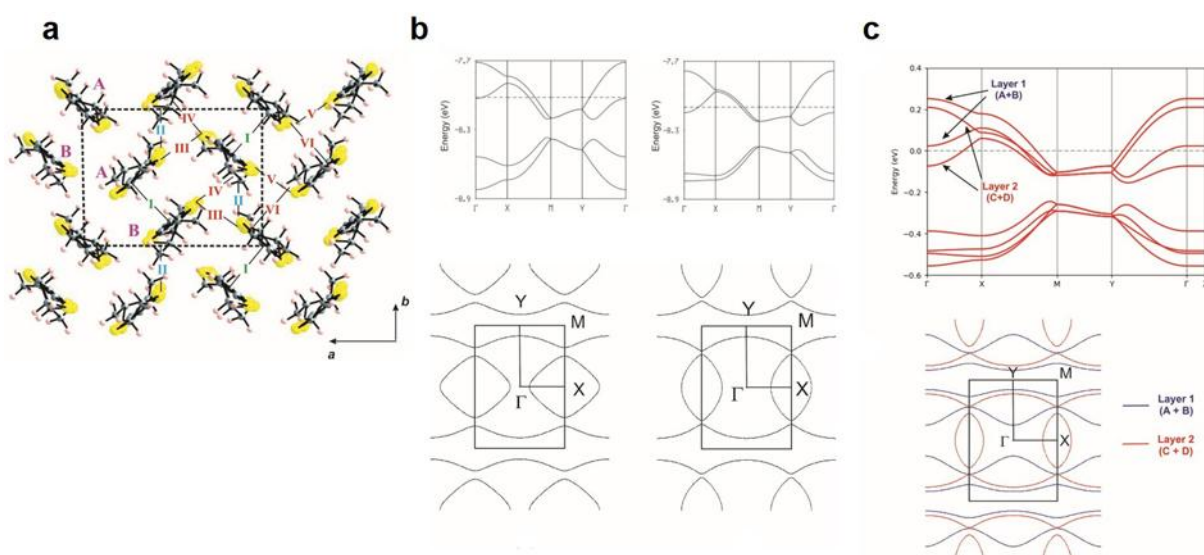 a
A
B
A
B
I
II
III
IV
V
VI
I
I
II
II
III
IV
V
VI
I
b
a
b
-7.7
-8.1
-8.9
Energy (eV)
Γ X M Y Γ
-7.7
-8.1
-8.9
Energy (eV)
Γ X M Y Γ
Y
M
Γ
X
Y
M
Γ
X
c
0.4
0.2
0.0
-0.2
-0.4
-0.6
Energy (eV)
Layer 1
(A+B)
Layer 2
(C+D)
Γ X M Y Γ Z
Y
M
Γ
X
Layer 1
(A + B)
Layer 2
(C + D)